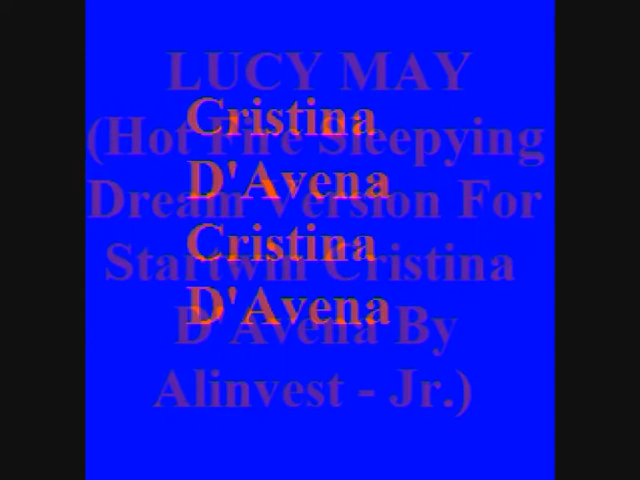 LUCY MAY
(Hot Fire Sleepying
Dream Version For
Startwin Cristina
D'Avena By
Alinvest - Jr.)
Cristina
D'Avena
Cristina
D'Avena